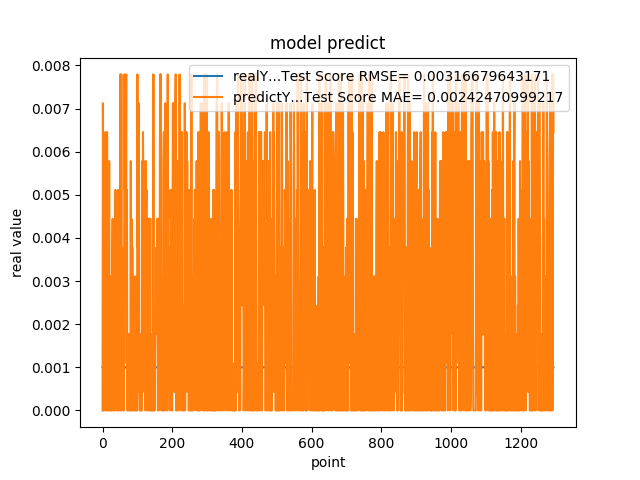 model predict
realY...Test Score RMSE= 0.00316679643171
predictY...Test Score MAE= 0.00242470999217
0.008
0.007
0.006
0.005
0.004
0.003
0.002
0.001
0.000
real value
0 200 400 600 800 1000 1200
point